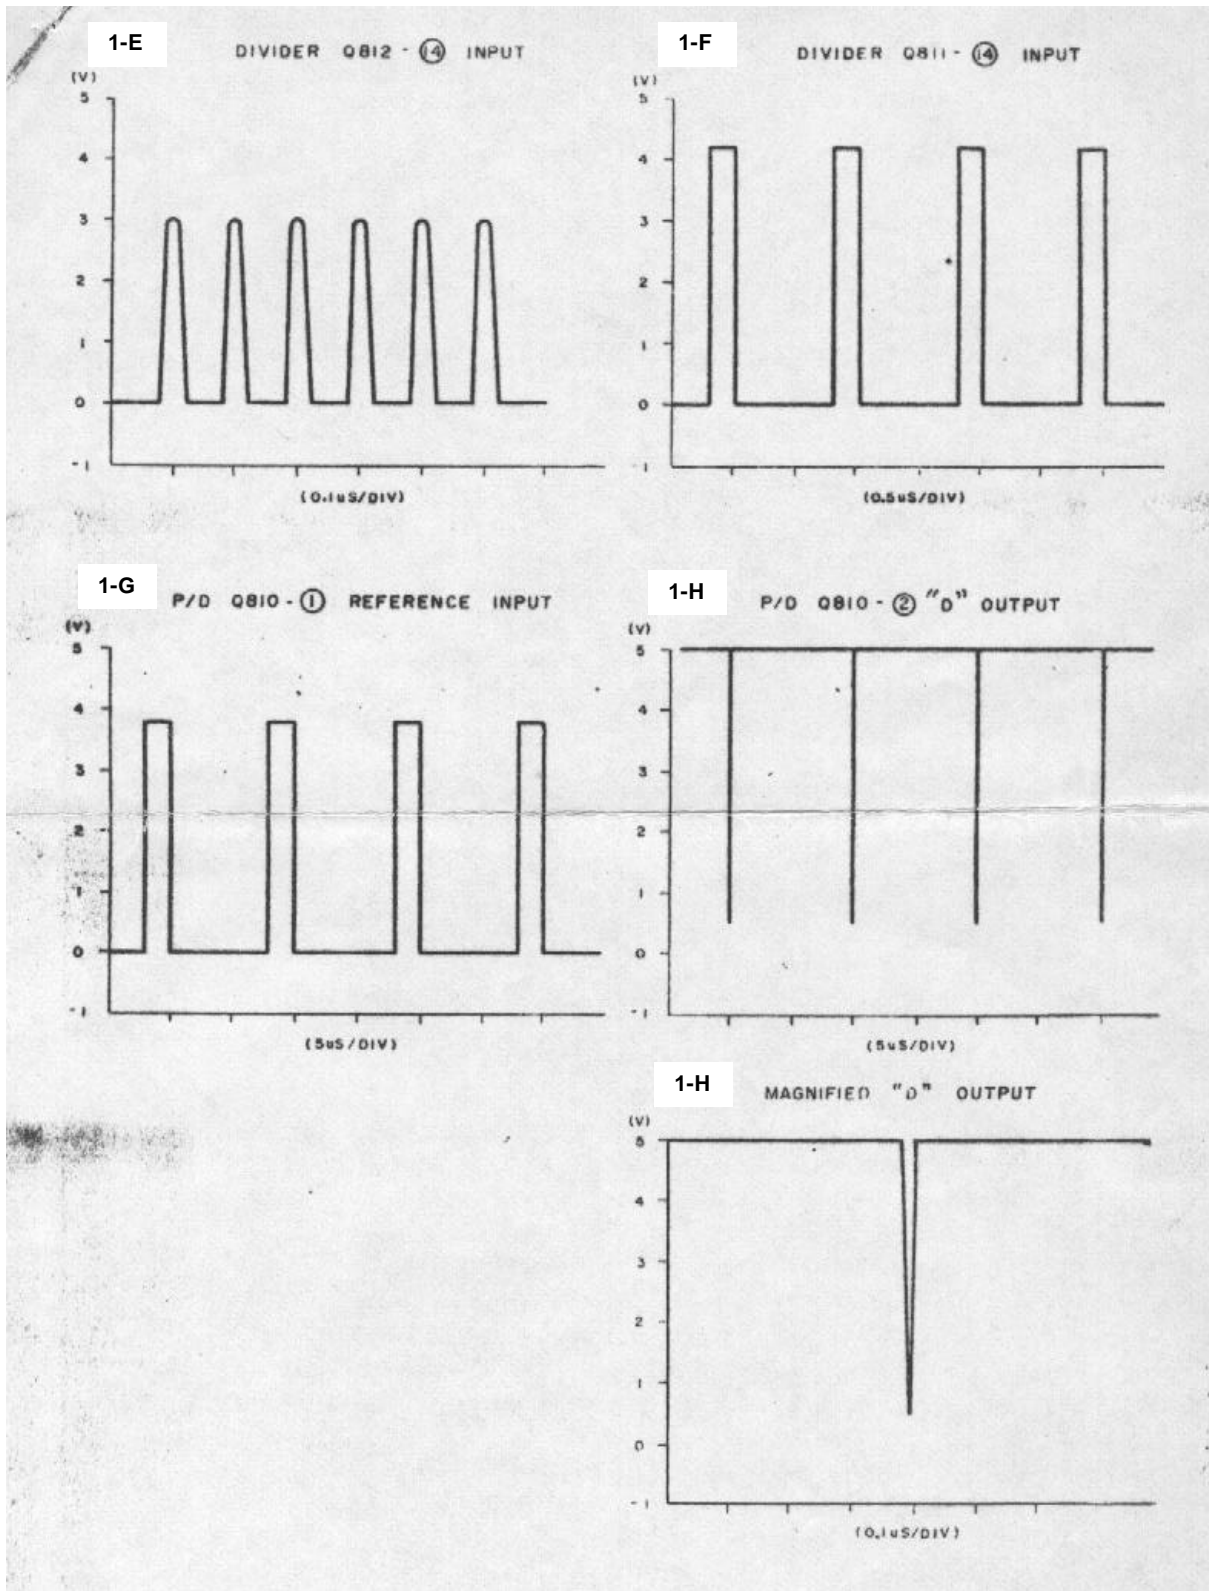 1-E
DIVIDER Q812 - 14 INPUT
(V)
5
4
3
2
1
0
-1
(0.1uS/DIV)
1-F
DIVIDER Q811 - 14 INPUT
(V)
5
4
3
2
1
0
-1
(0.5uS/DIV)
1-G
P/D Q810 - 1 REFERENCE INPUT
(V)
5
4
3
2
1
0
-1
(5uS/DIV)
1-H
P/D Q810 - 2 "D" OUTPUT
(V)
5
4
3
2
1
0
-1
(5uS/DIV)
1-H
MAGNIFIED "D" OUTPUT
(V)
5
4
3
2
1
0
-1
(0.1uS/DIV)